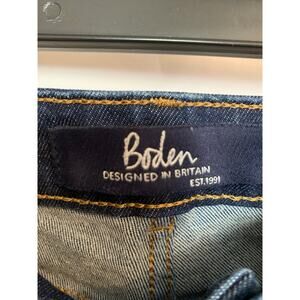 Boden
DESIGNED IN BRITAIN
EST.1991